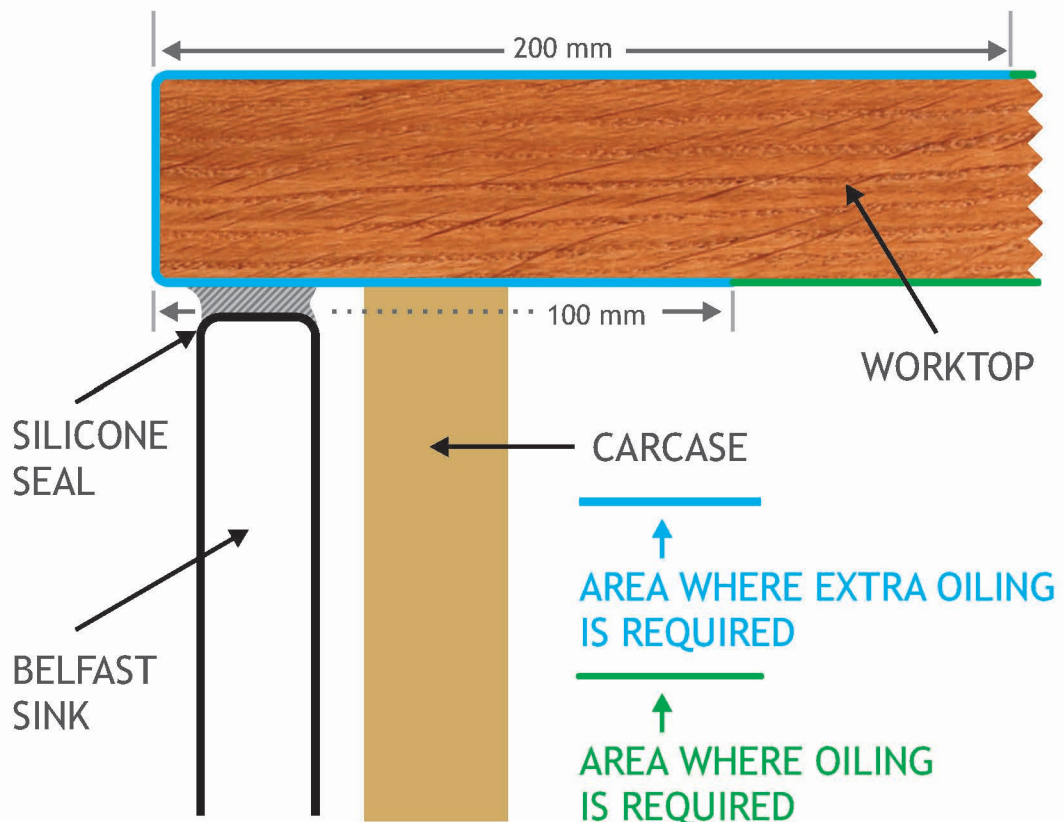 200 mm
100 mm
WORKTOP
SILICONE
SEAL
CARCASE
AREA WHERE EXTRA OILING
IS REQUIRED
BELFAST
SINK
AREA WHERE OILING
IS REQUIRED